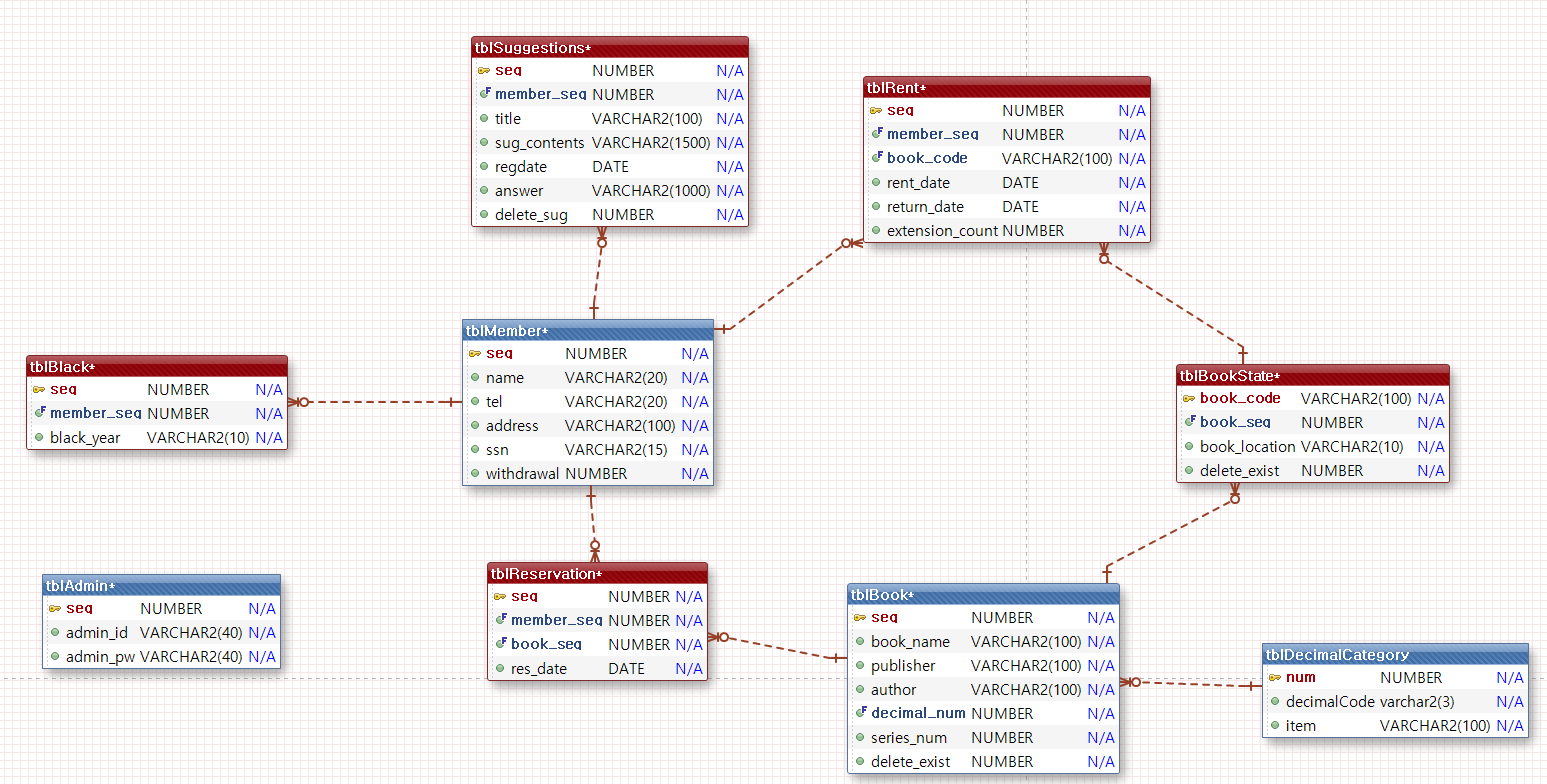 tblSuggestions*
seq NUMBER N/A
member_seq NUMBER N/A
title VARCHAR2(100) N/A
sug_contents VARCHAR2(1500) N/A
regdate DATE N/A
answer VARCHAR2(1000) N/A
delete_sug NUMBER N/A
tblRent*
seq NUMBER N/A
member_seq NUMBER N/A
book_code VARCHAR2(100) N/A
rent_date DATE N/A
return_date DATE N/A
extension_count NUMBER N/A
tblMember*
seq NUMBER N/A
name VARCHAR2(20) N/A
tel VARCHAR2(20) N/A
address VARCHAR2(100) N/A
ssn VARCHAR2(15) N/A
withdrawal NUMBER N/A
tblBlack*
seq NUMBER N/A
member_seq NUMBER N/A
black_year VARCHAR2(10) N/A
tblBookState*
book_code VARCHAR2(100) N/A
book_seq NUMBER N/A
book_location VARCHAR2(10) N/A
delete_exist NUMBER N/A
tblAdmin*
seq NUMBER N/A
admin_id VARCHAR2(40) N/A
admin_pw VARCHAR2(40) N/A
tblReservation*
seq NUMBER N/A
member_seq NUMBER N/A
book_seq NUMBER N/A
res_date DATE N/A
tblBook*
seq NUMBER N/A
book_name VARCHAR2(100) N/A
publisher VARCHAR2(100) N/A
author VARCHAR2(100) N/A
decimal_num NUMBER N/A
series_num NUMBER N/A
delete_exist NUMBER N/A
tblDecimalCategory
num NUMBER N/A
decimalCode varchar2(3) N/A
item VARCHAR2(100) N/A